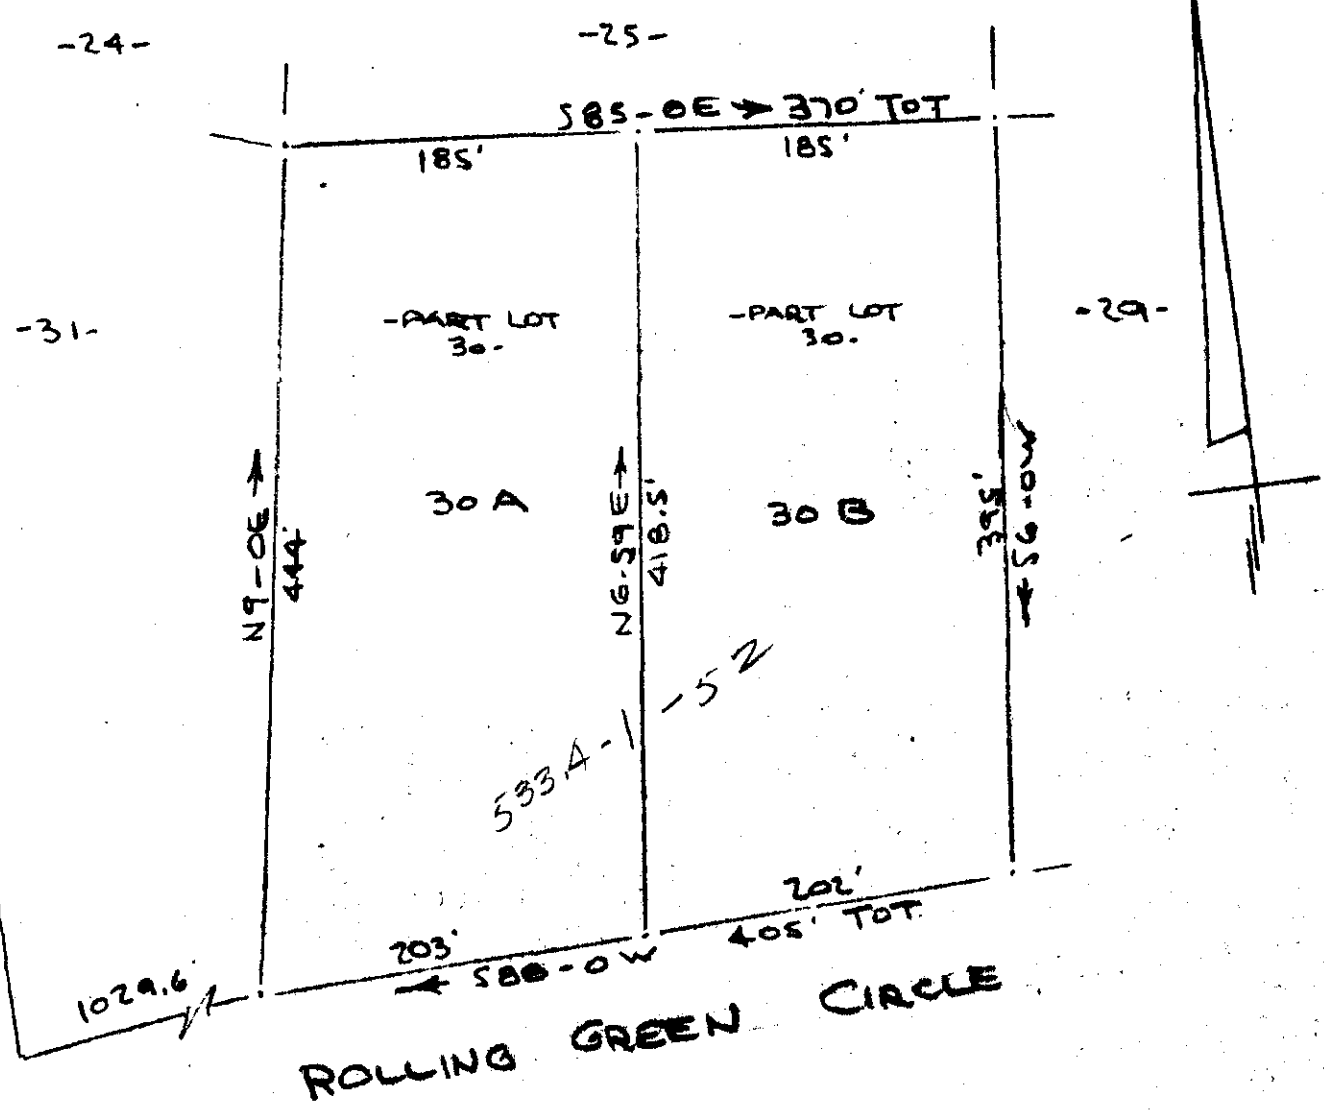 -24-
-25-
S85-0E → 370' TOT
185'
185'
-31-
-PART LOT
30-
-PART LOT
30-
-29-
N9-0E →
444'
30 A
N6-59E →
418.5'
30 B
395'
← S6-0W
533.4-1-52
1029.6'
203'
← S88-0W
202'
405' TOT.
ROLLING GREEN CIRCLE